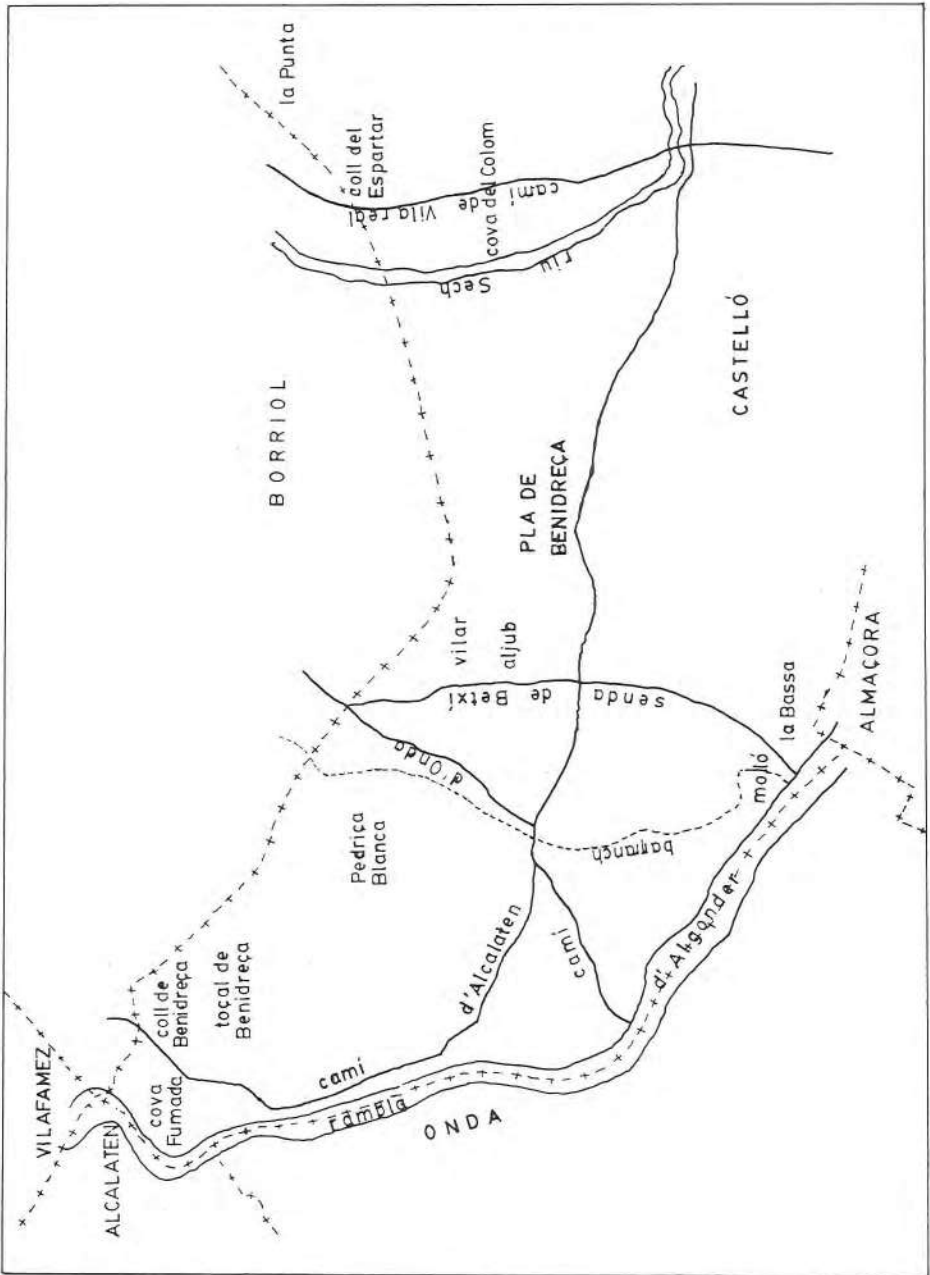 VILAFAMEZ
ALCALATEN
cova
Fumada
coll de
Benidreça
toçal de
Benidreça
Pedriça
Blanca
BORRIOL
la Punta
coll del
Espartar
camí de Vila real
cova del Colom
riu Sech
camí d'Alcalaten
rambla d'Algonder
ONDA
camí d'Onda
barranch
senda de Betxí
vilar
aljub
PLA DE
BENIDREÇA
CASTELLÓ
molló
la Bassa
ALMAÇORA